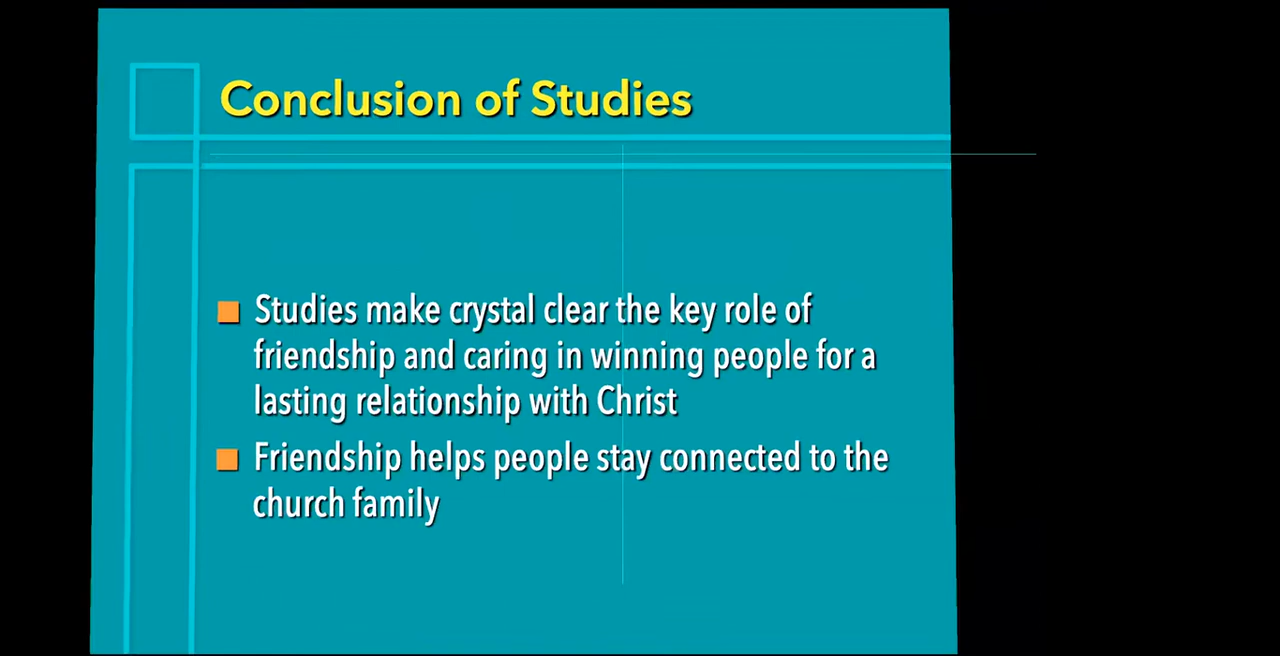 Conclusion of Studies
Studies make crystal clear the key role of
friendship and caring in winning people for a
lasting relationship with Christ
Friendship helps people stay connected to the
church family